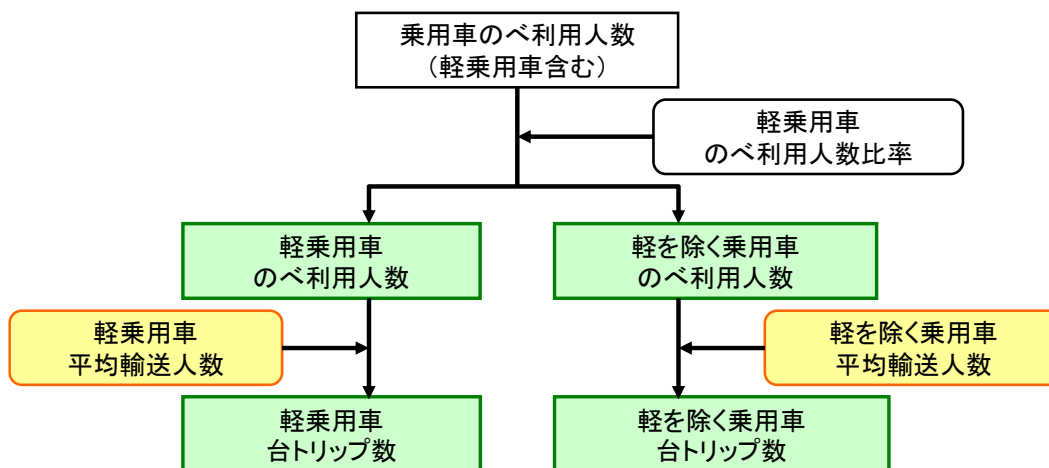 乗用車のべ利用人数
（軽乗用車含む）
軽乗用車
のべ利用人数比率
軽乗用車
のべ利用人数
軽を除く乗用車
のべ利用人数
軽乗用車
平均輸送人数
軽を除く乗用車
平均輸送人数
軽乗用車
台トリップ数
軽を除く乗用車
台トリップ数